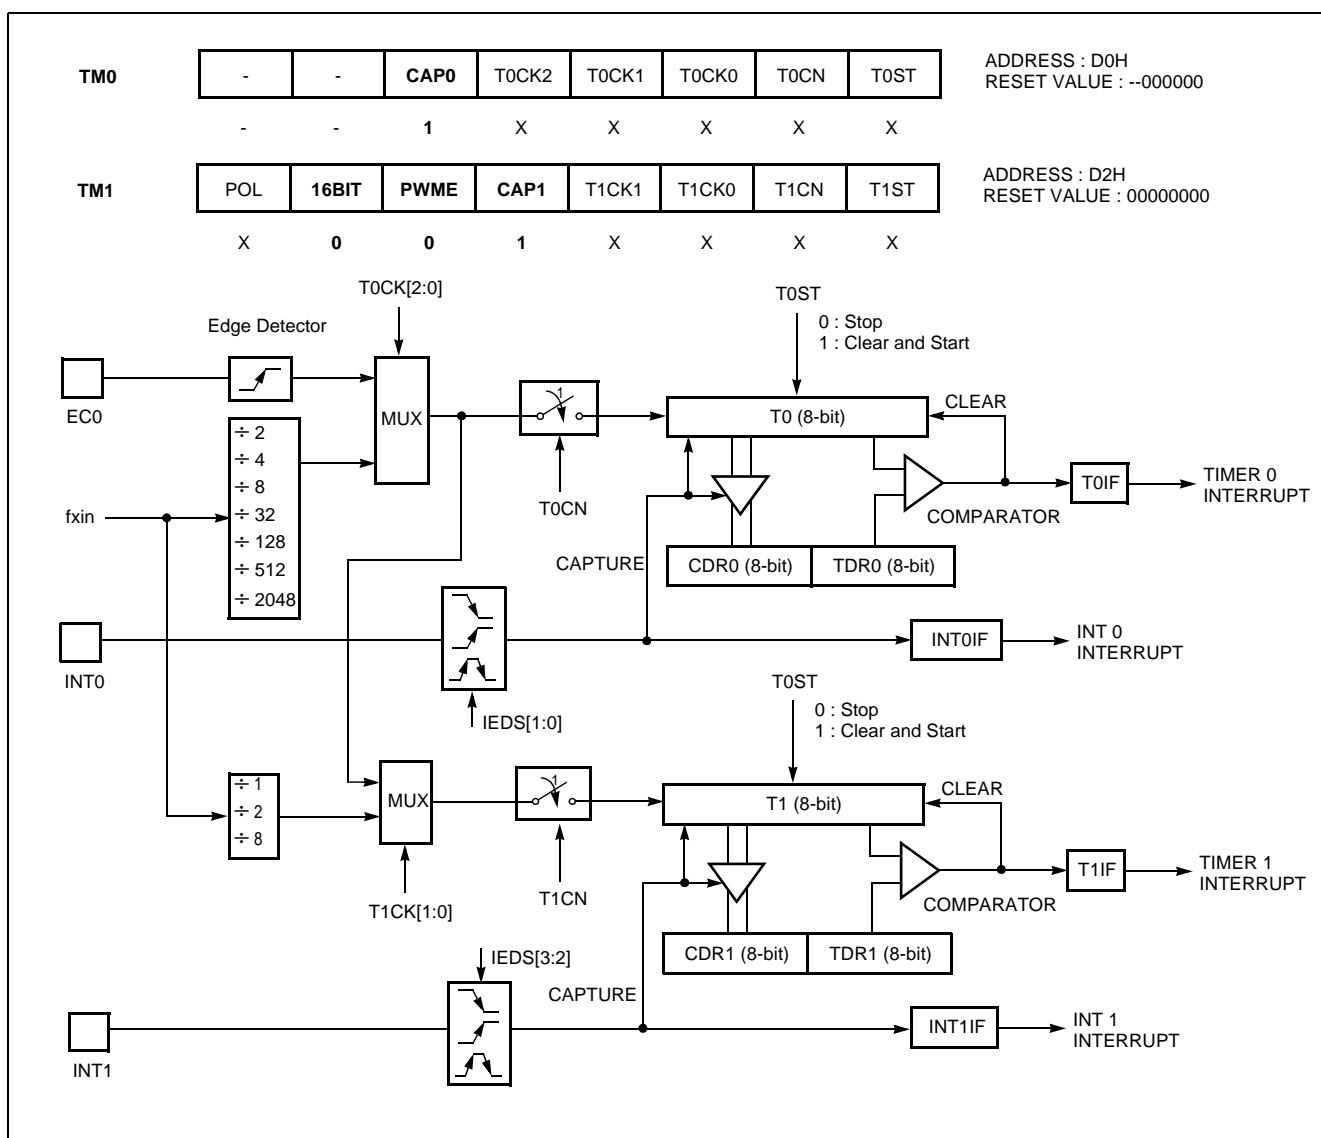 TM0 - - CAP0 T0CK2 T0CK1 T0CK0 T0CN T0ST
ADDRESS : D0H
RESET VALUE : --000000
- - 1 X X X X X
TM1 POL 16BIT PWME CAP1 T1CK1 T1CK0 T1CN T1ST
ADDRESS : D2H
RESET VALUE : 00000000
X 0 0 1 X X X X
T0CK[2:0]
T0ST
0 : Stop
1 : Clear and Start
Edge Detector
EC0
MUX
1
T0CN
T0 (8-bit)
CLEAR
COMPARATOR
T0IF
TIMER 0
INTERRUPT
fxin
÷ 2
÷ 4
÷ 8
÷ 32
÷ 128
÷ 512
÷ 2048
CAPTURE
CDR0 (8-bit)
TDR0 (8-bit)
INT0
IEDS[1:0]
INT0IF
INT 0
INTERRUPT
T0ST
0 : Stop
1 : Clear and Start
÷ 1
÷ 2
÷ 8
MUX
T1CK[1:0]
1
T1CN
T1 (8-bit)
CLEAR
COMPARATOR
T1IF
TIMER 1
INTERRUPT
CDR1 (8-bit)
TDR1 (8-bit)
IEDS[3:2]
CAPTURE
INT1
INT1IF
INT 1
INTERRUPT